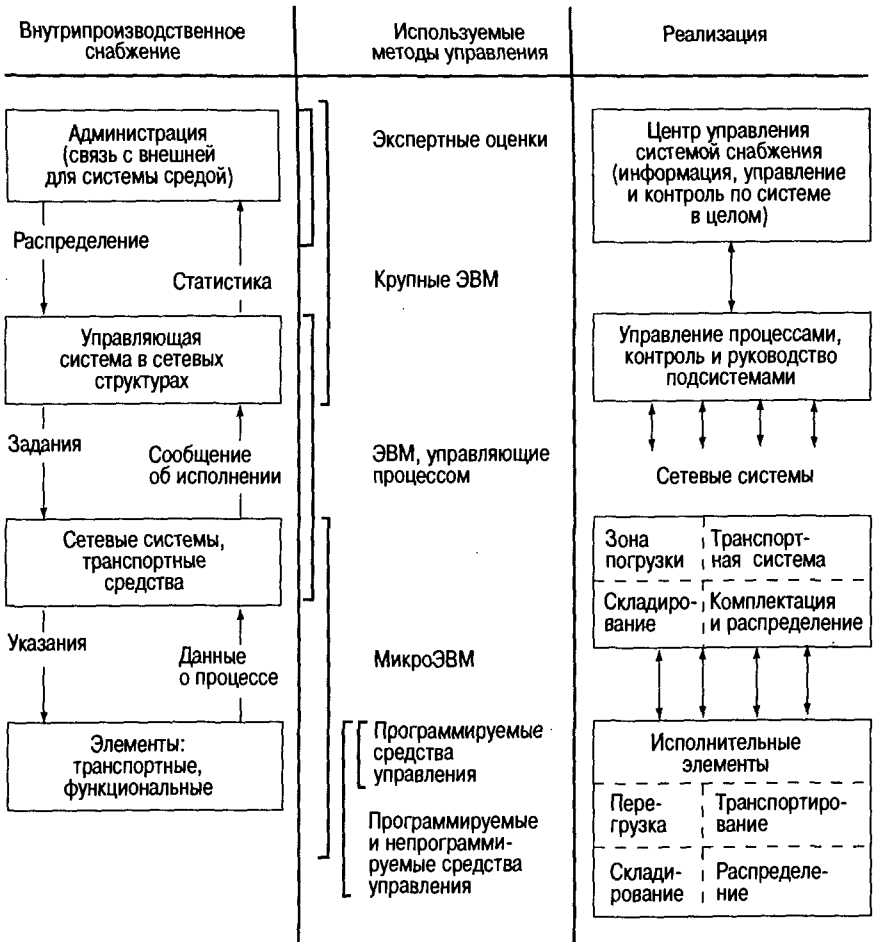 Внутрипроизводственное
снабжение
Используемые
методы управления
Реализация
Администрация
(связь с внешней
для системы средой)
Распределение
Статистика
Управляющая
система в сетевых
структурах
Задания
Сообщение
об исполнении
Сетевые системы,
транспортные
средства
Указания
Данные
о процессе
Элементы:
транспортные,
функциональные
Экспертные оценки
Крупные ЭВМ
ЭВМ, управляющие
процессом
МикроЭВМ
Программируемые
средства
управления
Программируемые
и непрограмми-
руемые средства
управления
Центр управления
системой снабжения
(информация, управление
и контроль по системе
в целом)
Управление процессами,
контроль и руководство
подсистемами
Сетевые системы
Зона
погрузки
Транспорт-
ная система
Складиро-
вание
Комплектация
и распределение
Исполнительные
элементы
Пере-
грузка
Транспортиро-
вание
Склади-
рование
Распределе-
ние